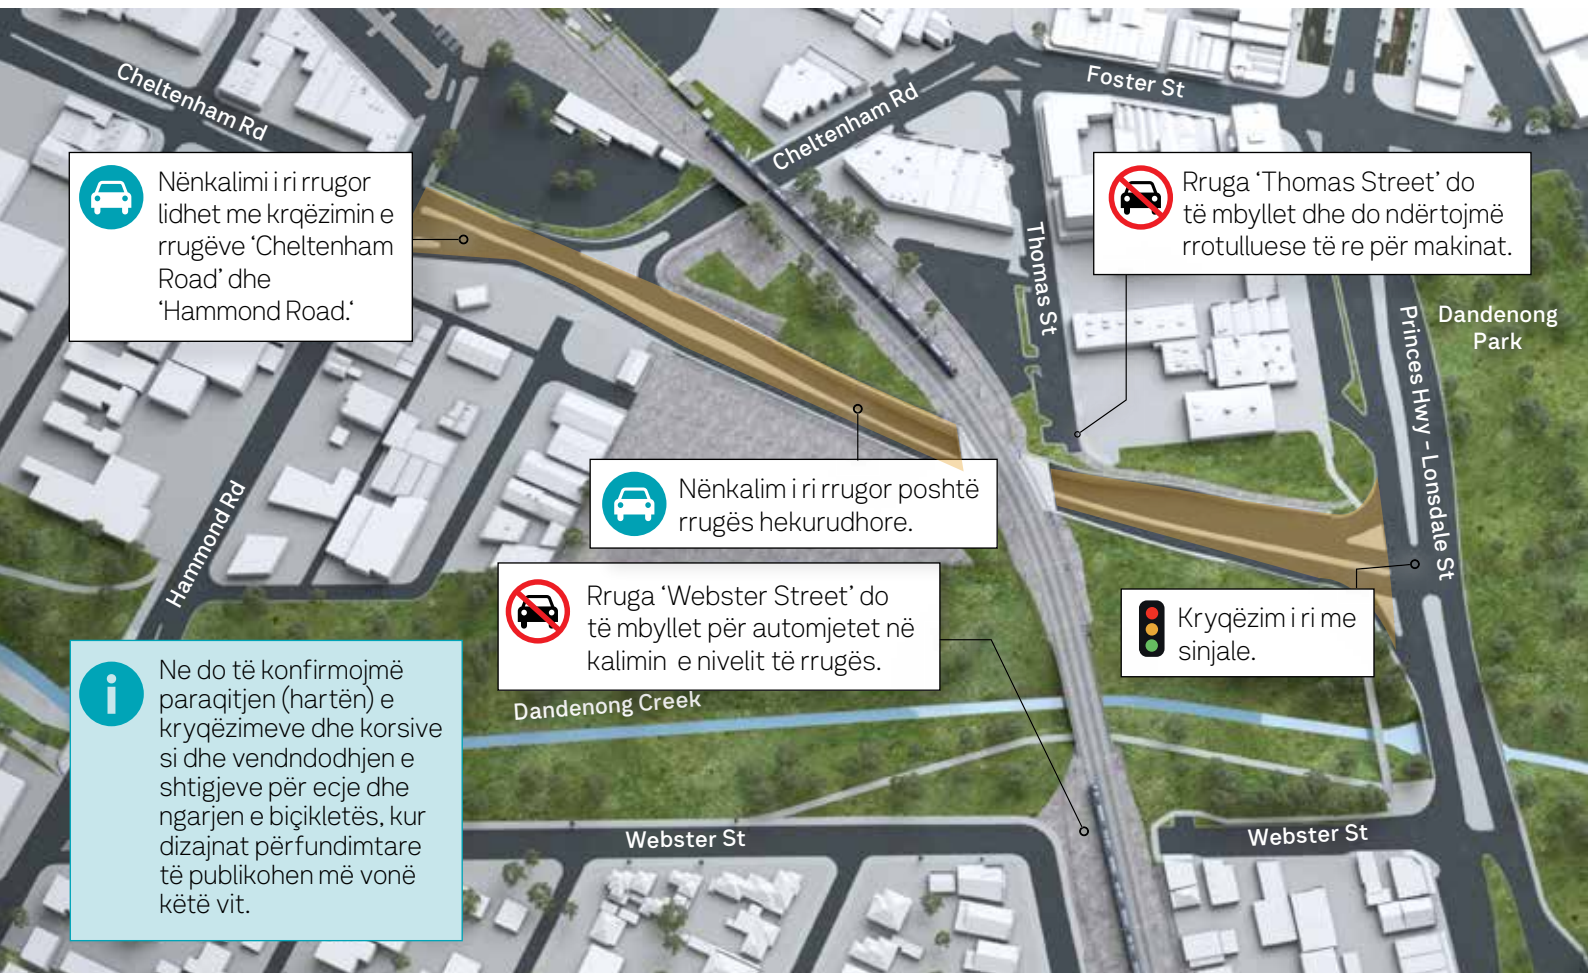 Cheltenham Rd
Cheltenham Rd
Foster St
Nënkalimi i ri rrugor
lidhet me krqëzimin e
rrugëve ‘Cheltenham
Road’ dhe
‘Hammond Road.‘
Rruga ‘Thomas Street’ do
të mbyllet dhe do ndërtojmë
rrotulluese të re për makinat.
Thomas St
Dandenong
Park
Princes Hwy - Lonsdale St
Nënkalim i ri rrugor poshtë
rrugës hekurudhore.
Hammond Rd
Rruga ‘Webster Street’ do
të mbyllet për automjetet në
kalimin e nivelit të rrugës.
Kryqëzim i ri me
sinjale.
i
Ne do të konfirmojmë
paraqitjen (hartën) e
kryqëzimeve dhe korsive
si dhe vendndodhjen e
shtigjeve për ecje dhe
ngarjen e biçikletës, kur
dizajnat përfundimtare
të publikohen më vonë
këtë vit.
Dandenong Creek
Webster St
Webster St